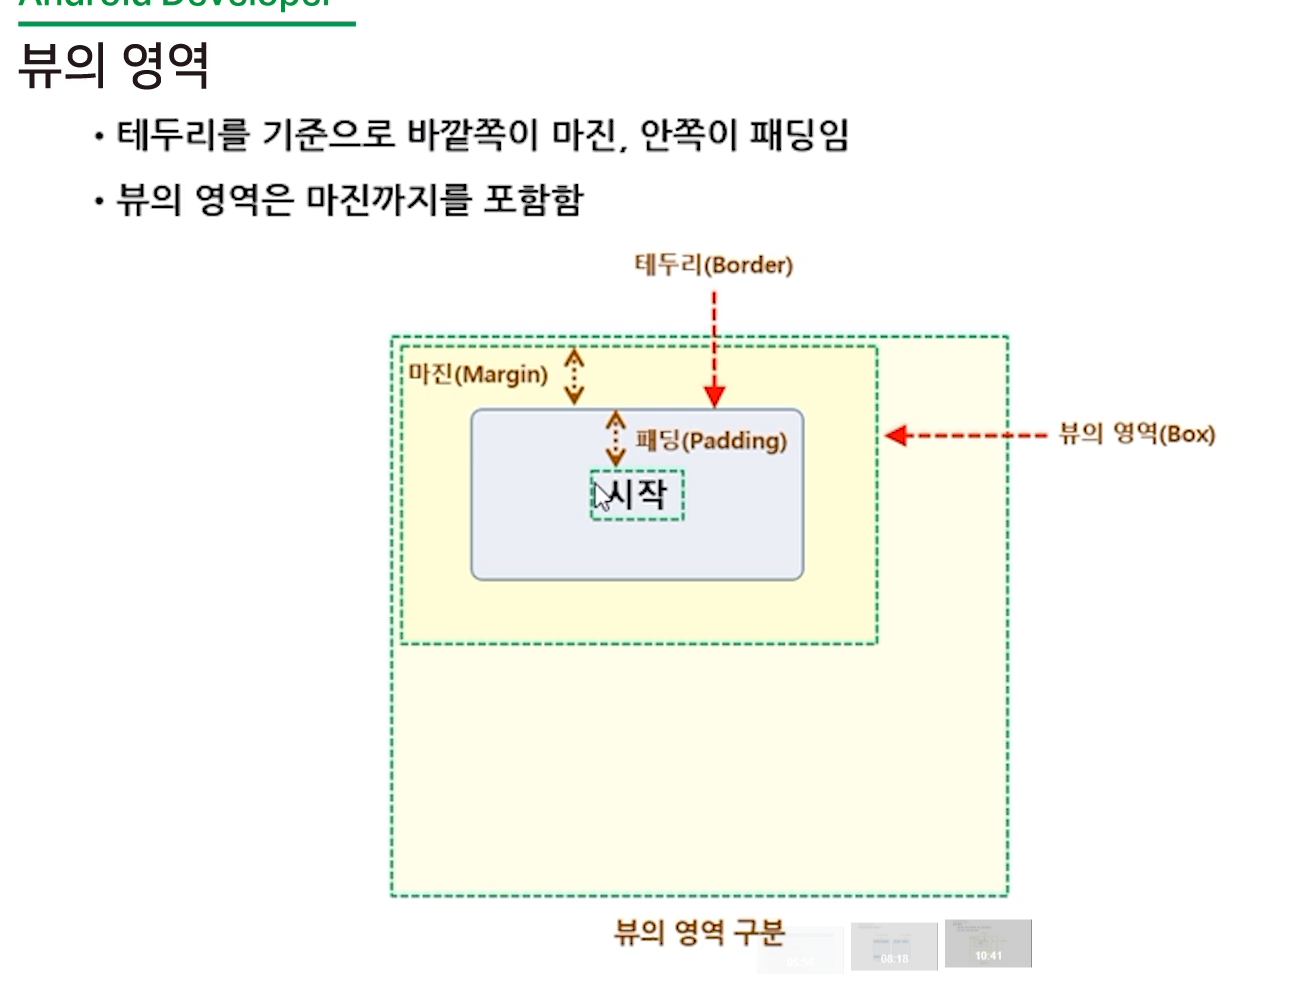 Android Developer
뷰의 영역
• 테두리를 기준으로 바깥쪽이 마진, 안쪽이 패딩임
• 뷰의 영역은 마진까지를 포함함
테두리(Border)
마진(Margin)
패딩(Padding)
뷰의 영역(Box)
시작
뷰의 영역 구분
08:18
10:41